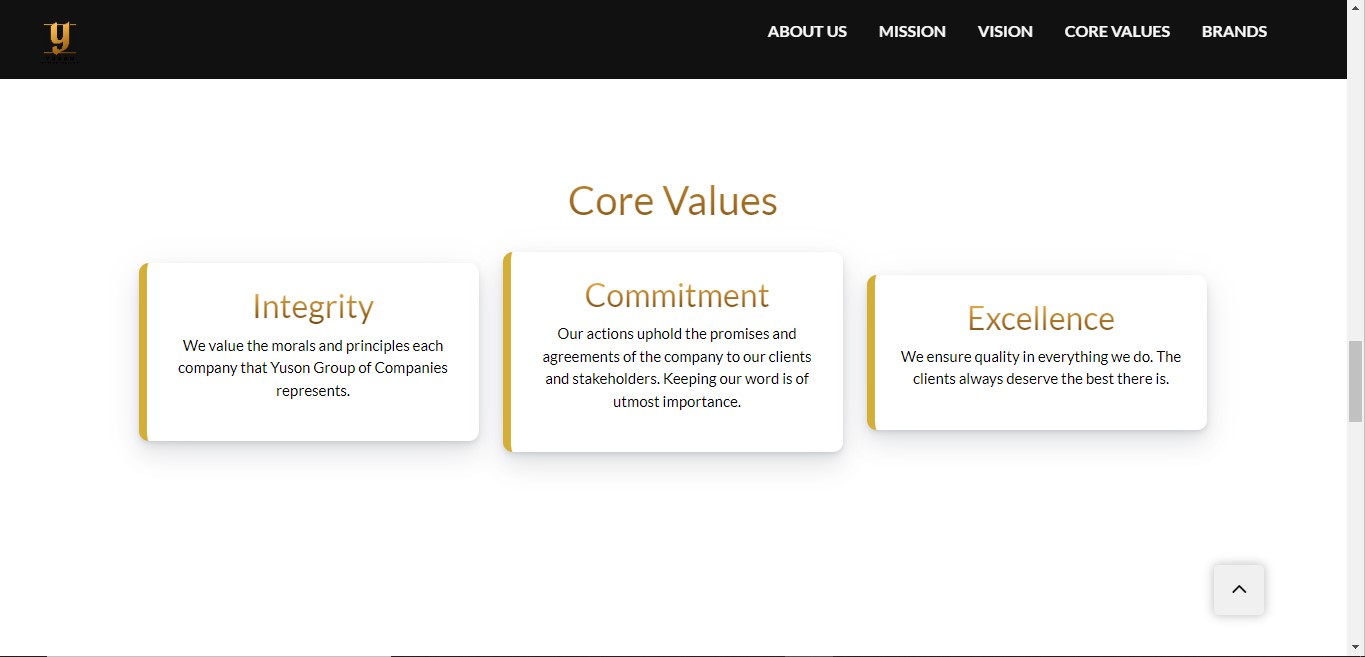 y
ABOUT US MISSION VISION CORE VALUES BRANDS
Core Values
Integrity
We value the morals and principles each
company that Yuson Group of Companies
represents.
Commitment
Our actions uphold the promises and
agreements of the company to our clients
and stakeholders. Keeping our word is of
utmost importance.
Excellence
We ensure quality in everything we do. The
clients always deserve the best there is.